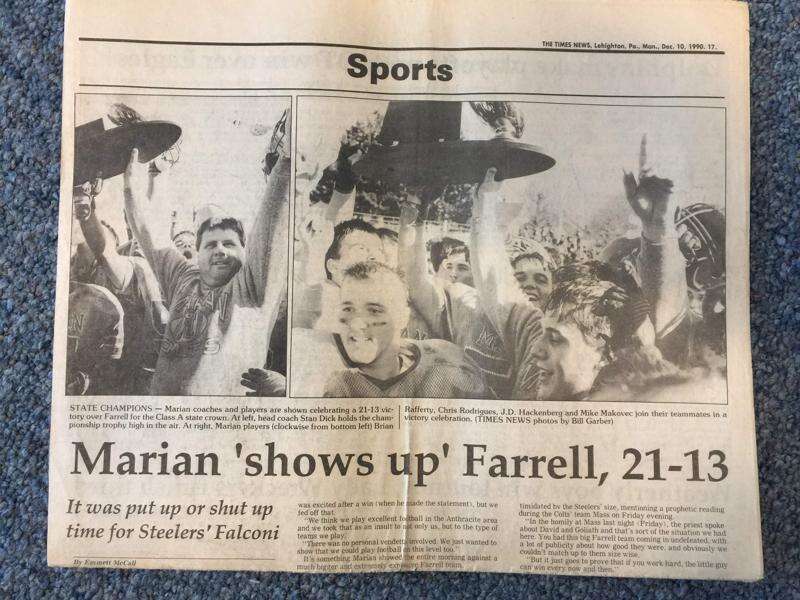 THE TIMES NEWS, Lehighton, Pa., Mon., Dec. 10, 1990. 17.
Sports
STATE CHAMPIONS — Marian coaches and players are shown celebrating a 21-13 vic-
tory over Farrell for the Class A state crown. At left, head coach Stan Dick holds the cham-
pionship trophy high in the air. At right, Marian players (clockwise from bottom left) Brian
Rafferty, Chris Rodrigues, J.D. Hackenberg and Mike Makovec join their teammates in a
victory celebration. (TIMES NEWS photos by Bill Garber)
Marian 'shows up' Farrell, 21-13
It was put up or shut up
time for Steelers' Falconi
By Emmett McCall
was excited after a win (when he made the statement), but we
fed off that.
"We think we play excellent football in the Anthracite area
and we took that as an insult to not only us, but to the type of
teams we play.
"There was no personal vendetta involved. We just wanted to
show that we could play football on this level too."
It's something Marian showed the entire morning against a
much bigger and extremely Farrell team
timidated by the Steelers' size, mentioning a prophetic reading
during the Colts' team Mass on Friday evening.
"In the homily at Mass last night (Friday), the priest spoke
about David and Goliath and that's sort of the situation we had
here. You had this big Farrell team coming in undefeated, with
a lot of publicity about how good they were, and obviously we
couldn't match up to them size wise.
"But it just goes to prove that if you work hard, the little guy
can win every now and then."